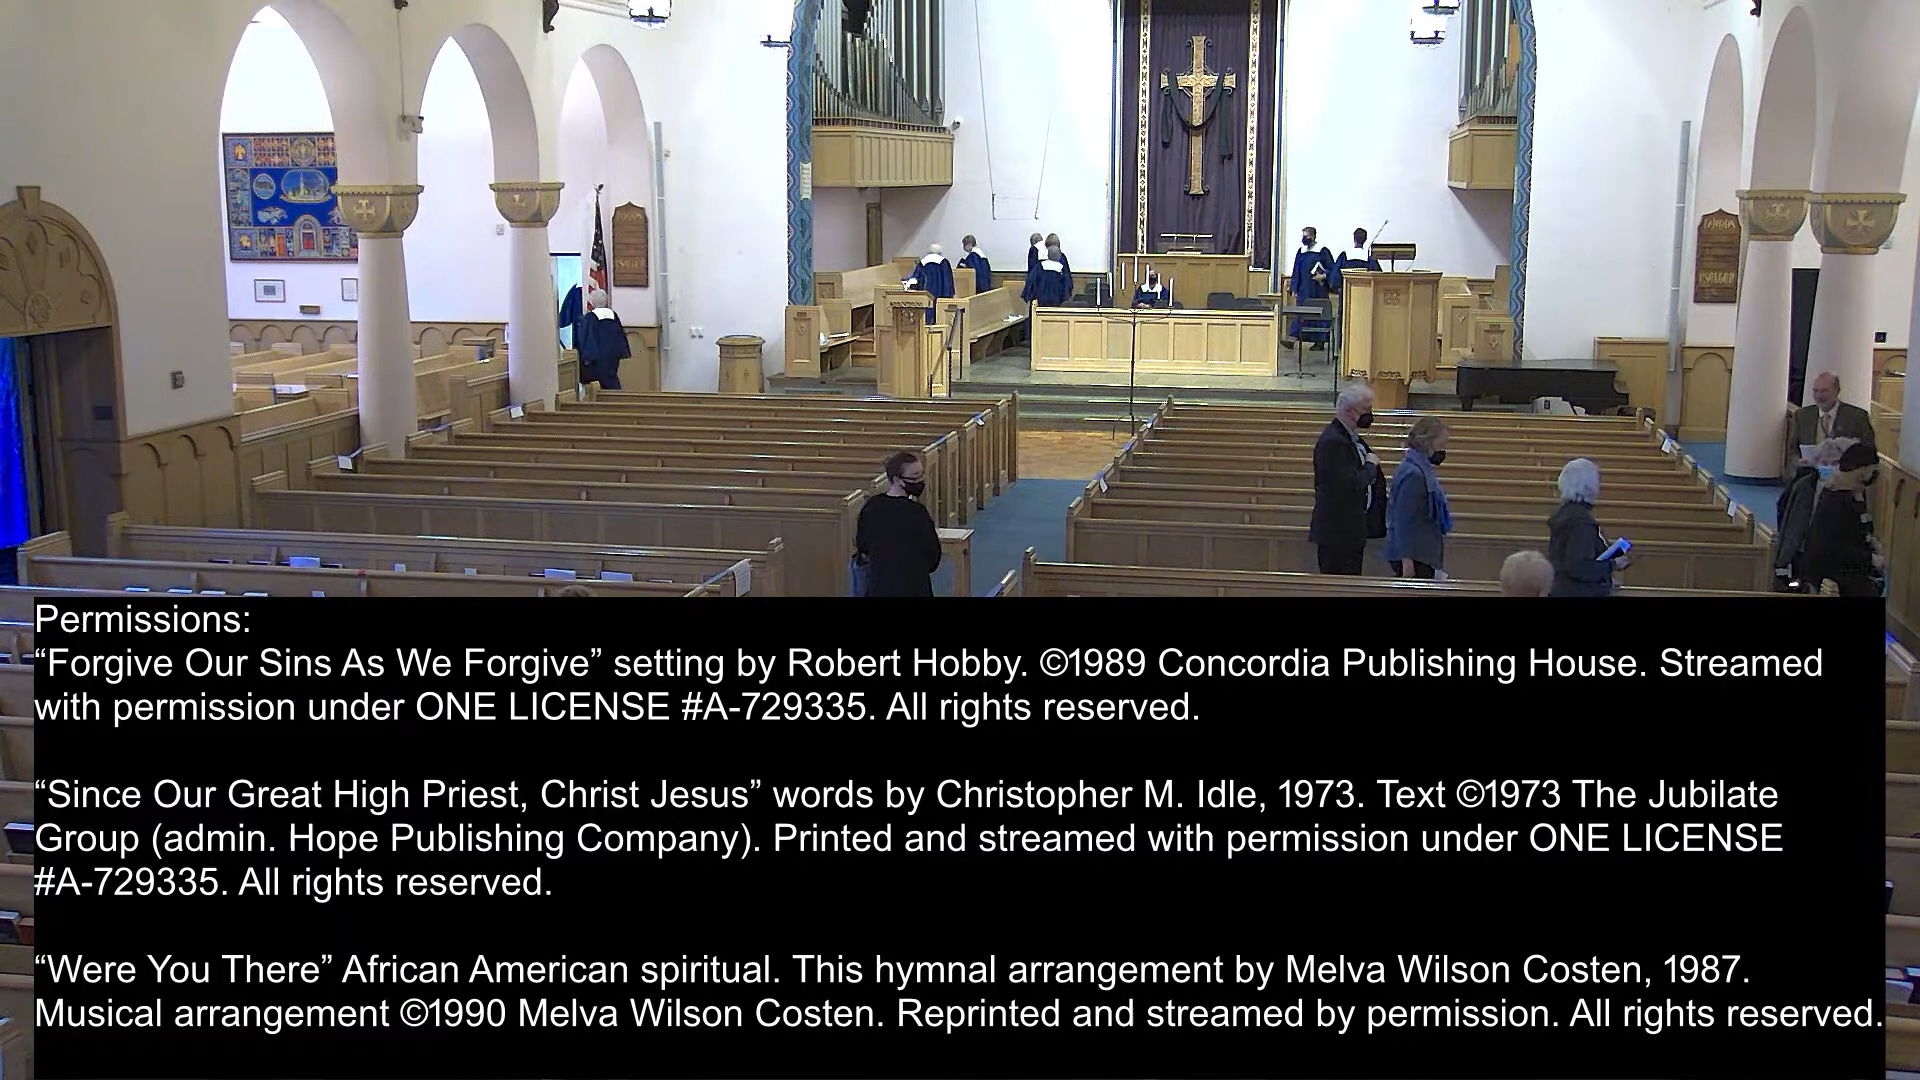 Permissions:
“Forgive Our Sins As We Forgive” setting by Robert Hobby. ©1989 Concordia Publishing House. Streamed
with permission under ONE LICENSE #A-729335. All rights reserved.
“Since Our Great High Priest, Christ Jesus” words by Christopher M. Idle, 1973. Text ©1973 The Jubilate
Group (admin. Hope Publishing Company). Printed and streamed with permission under ONE LICENSE
#A-729335. All rights reserved.
“Were You There” African American spiritual. This hymnal arrangement by Melva Wilson Costen, 1987.
Musical arrangement ©1990 Melva Wilson Costen. Reprinted and streamed by permission. All rights reserved.